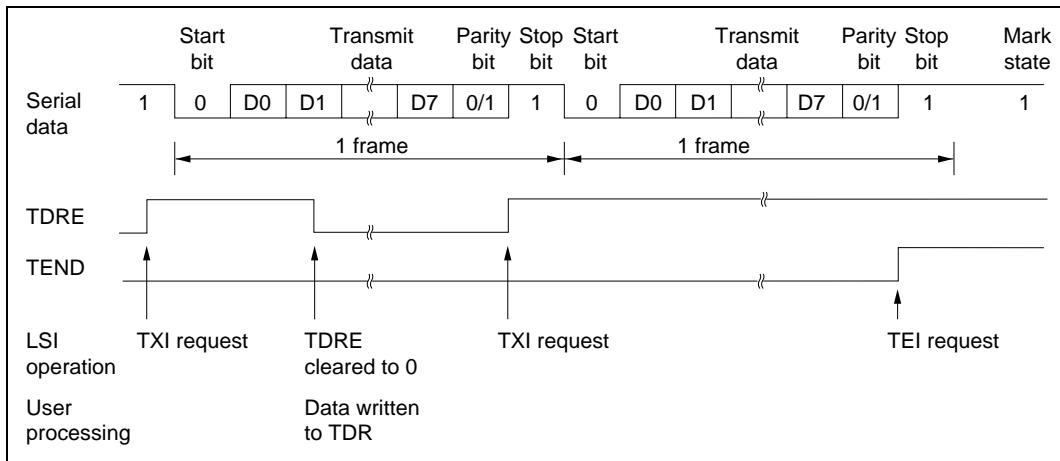 Start bit Transmit data Parity bit Stop bit Start bit Transmit data Parity bit Stop bit Mark state
Serial data 1 0 D0 D1 D7 0/1 1 0 D0 D1 D7 0/1 1 1
1 frame 1 frame
TDRE
TEND
LSI operation TXI request TDRE cleared to 0 TXI request TEI request
User processing Data written to TDR